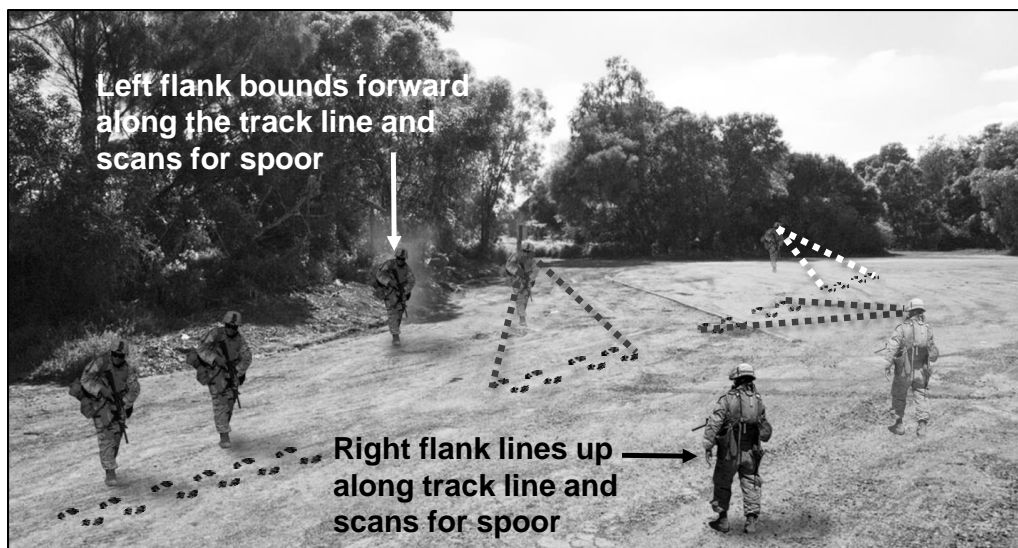 Left flank bounds forward
along the track line and
scans for spoor
Right flank lines up
along track line and
scans for spoor